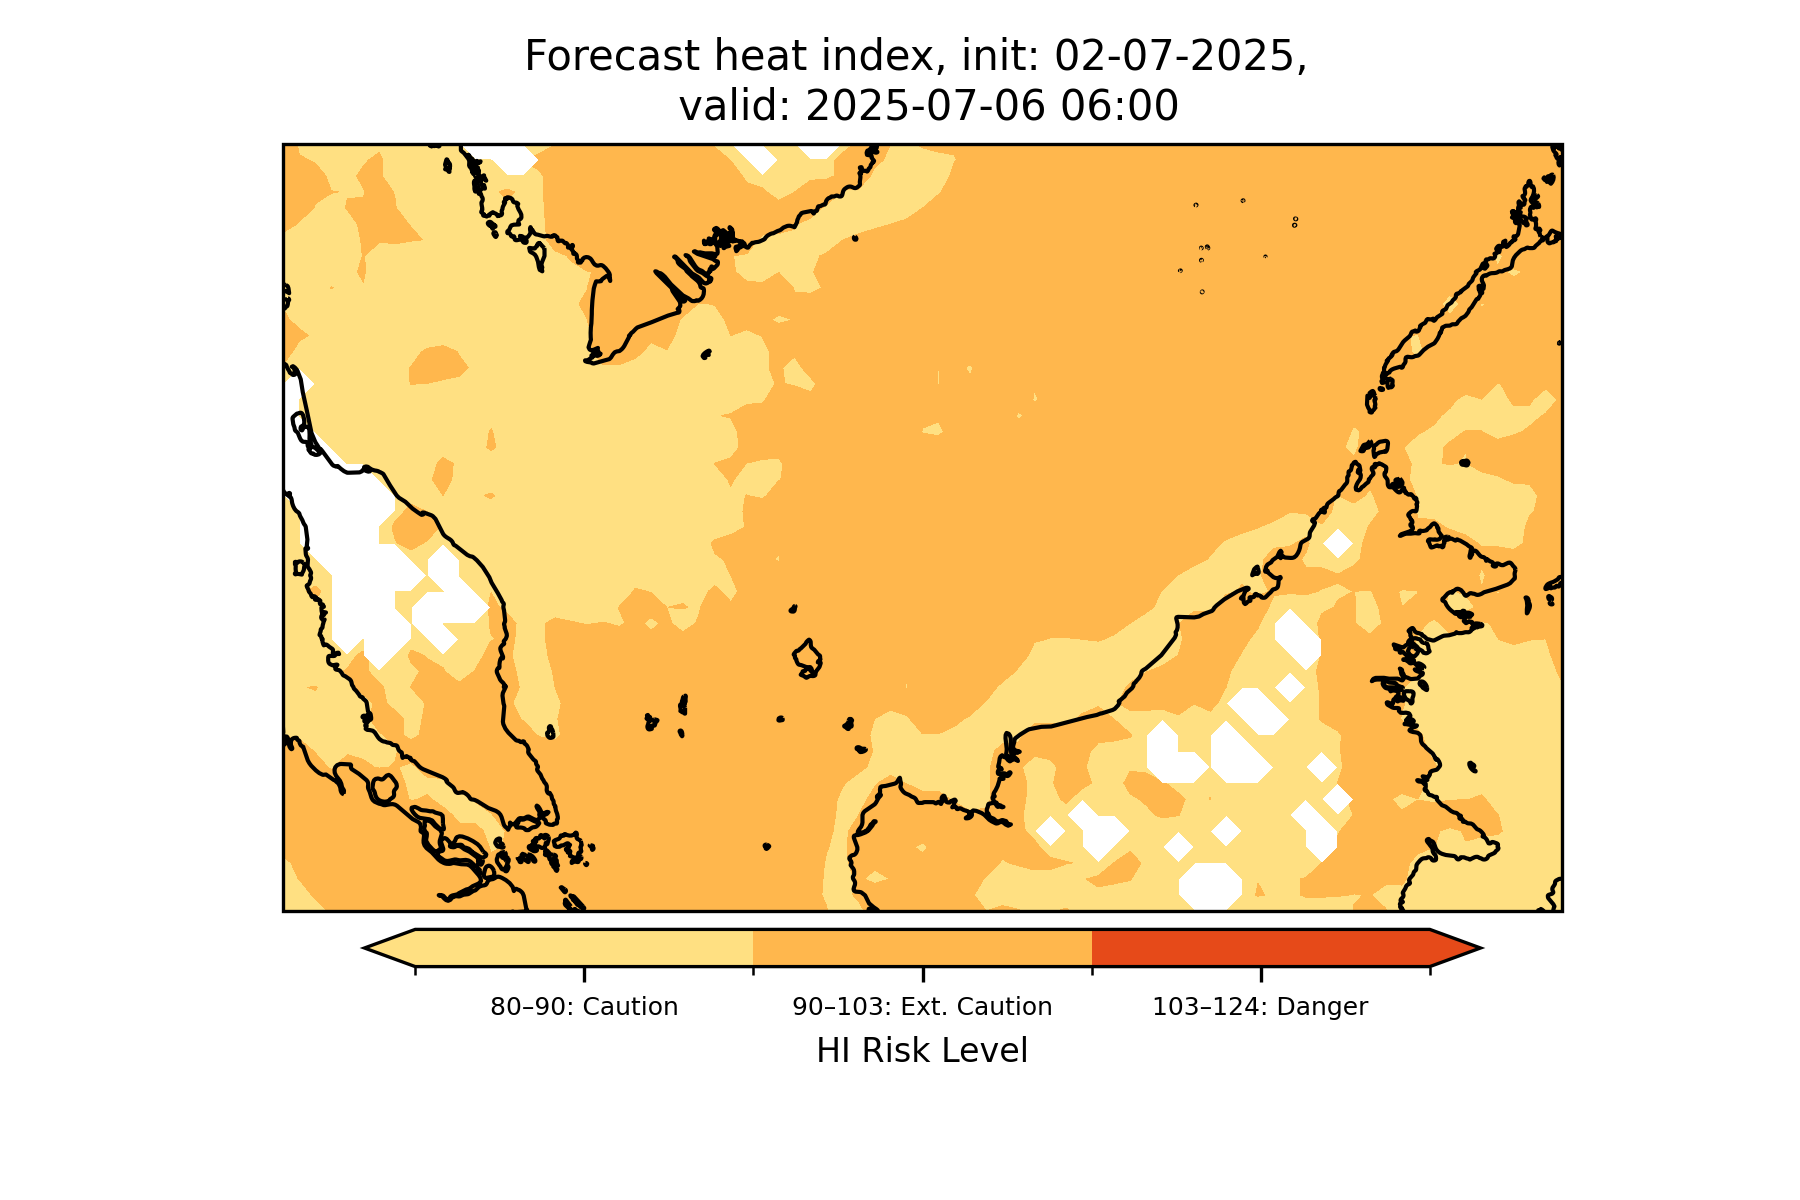 Forecast heat index, init: 02-07-2025,
valid: 2025-07-06 06:00
80–90: Caution
90–103: Ext. Caution
103–124: Danger
HI Risk Level